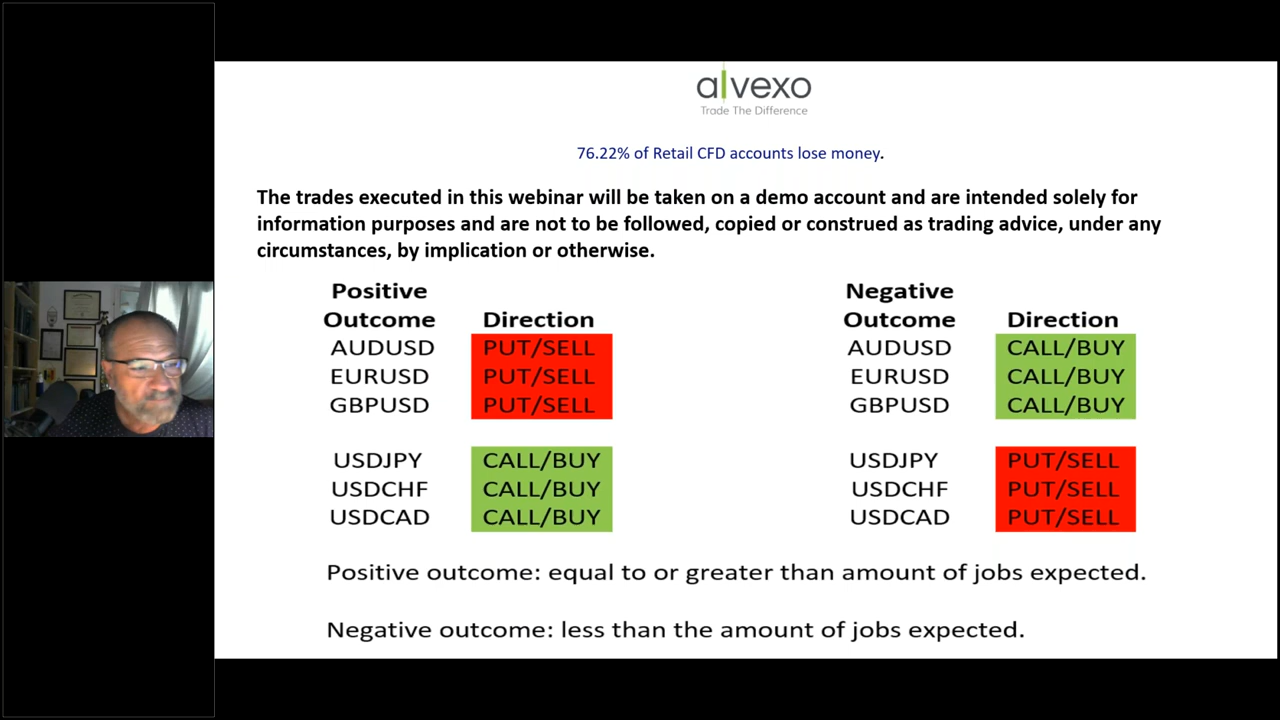 alvexo
Trade The Difference
76.22% of Retail CFD accounts lose money.
The trades executed in this webinar will be taken on a demo account and are intended solely for
information purposes and are not to be followed, copied or construed as trading advice, under any
circumstances, by implication or otherwise.
Positive
Outcome Direction
AUDUSD PUT/SELL
EURUSD PUT/SELL
GBPUSD PUT/SELL
USDJPY CALL/BUY
USDCHF CALL/BUY
USDCAD CALL/BUY
Negative
Outcome Direction
AUDUSD CALL/BUY
EURUSD CALL/BUY
GBPUSD CALL/BUY
USDJPY PUT/SELL
USDCHF PUT/SELL
USDCAD PUT/SELL
Positive outcome: equal to or greater than amount of jobs expected.
Negative outcome: less than the amount of jobs expected.